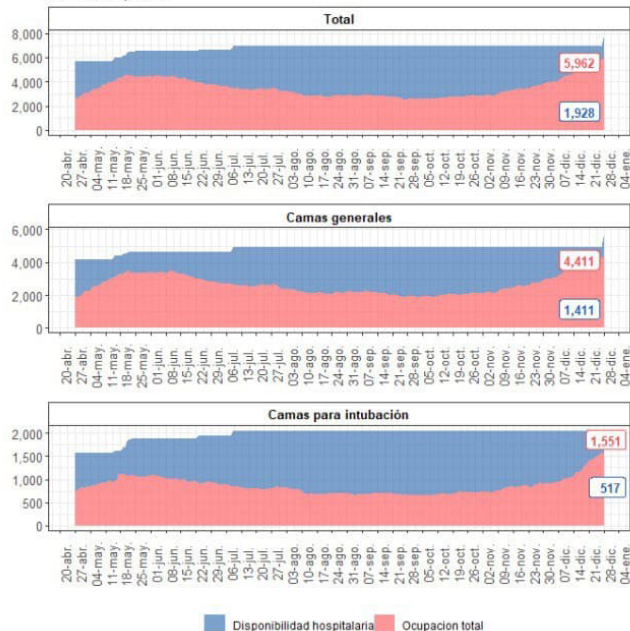 Total
8,000
6,000
4,000
2,000
0
5,962
1,928
20-abr. 27-abr. 04-may. 11-may. 18-may. 25-may. 01-jun. 08-jun. 15-jun. 22-jun. 29-jun. 06-jul. 13-jul. 20-jul. 27-jul. 03-ago. 10-ago. 17-ago. 24-ago. 31-ago. 07-sep. 14-sep. 21-sep. 28-sep. 05-oct. 12-oct. 19-oct. 26-oct. 02-nov. 09-nov. 16-nov. 23-nov. 30-nov. 07-dic. 14-dic. 21-dic. 28-dic. 04-ene.
Camas generales
6,000
4,000
2,000
0
4,411
1,411
20-abr. 27-abr. 04-may. 11-may. 18-may. 25-may. 01-jun. 08-jun. 15-jun. 22-jun. 29-jun. 06-jul. 13-jul. 20-jul. 27-jul. 03-ago. 10-ago. 17-ago. 24-ago. 31-ago. 07-sep. 14-sep. 21-sep. 28-sep. 05-oct. 12-oct. 19-oct. 26-oct. 02-nov. 09-nov. 16-nov. 23-nov. 30-nov. 07-dic. 14-dic. 21-dic. 28-dic. 04-ene.
Camas para intubación
2,000
1,500
1,000
500
0
1,551
517
20-abr. 27-abr. 04-may. 11-may. 18-may. 25-may. 01-jun. 08-jun. 15-jun. 22-jun. 29-jun. 06-jul. 13-jul. 20-jul. 27-jul. 03-ago. 10-ago. 17-ago. 24-ago. 31-ago. 07-sep. 14-sep. 21-sep. 28-sep. 05-oct. 12-oct. 19-oct. 26-oct. 02-nov. 09-nov. 16-nov. 23-nov. 30-nov. 07-dic. 14-dic. 21-dic. 28-dic. 04-ene.
Disponibilidad hospitalaria Ocupacion total